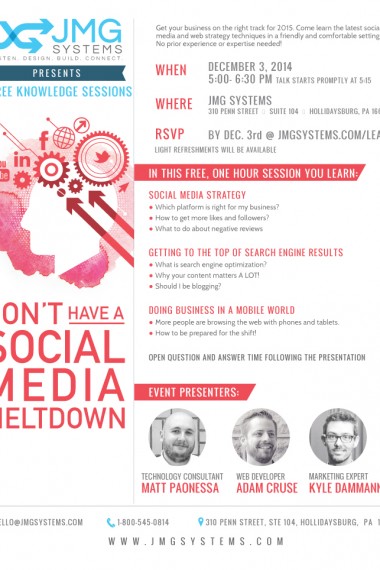 JMG
SYSTEMS
TEN. DESIGN. BUILD. CONNECT.
PRESENTS
REE KNOWLEDGE SESSIONS
You
in
f
ON'T HAVE A
SOCIAL
MEDIA
MELTDOWN
Get your business on the right track for 2015. Come learn the latest social
media and web strategy techniques in a friendly and comfortable setting
No prior experience or expertise needed!
WHEN DECEMBER 3, 2014
5:00- 6:30 PM TALK STARTS PROMPTLY AT 5:15
WHERE JMG SYSTEMS
310 PENN STREET :: SUITE 104 :: HOLLIDAYSBURG, PA 166
RSVP BY DEC. 3rd @ JMGSYSTEMS.COM/LEA
LIGHT REFRESHMENTS WILL BE AVAILABLE
IN THIS FREE, ONE HOUR SESSION YOU LEARN:
SOCIAL MEDIA STRATEGY
● Which platform is right for my business?
● How to get more likes and followers?
● What to do about negative reviews
GETTING TO THE TOP OF SEARCH ENGINE RESULTS
● What is search engine optimization?
● Why your content matters A LOT!
● Should I be blogging?
DOING BUSINESS IN A MOBILE WORLD
● More people are browsing the web with phones and tablets.
● How to be prepared for the shift!
OPEN QUESTION AND ANSWER TIME FOLLOWING THE PRESENTATION
EVENT PRESENTERS:
TECHNOLOGY CONSULTANT
MATT PAONESSA
WEB DEVELOPER
ADAM CRUSE
MARKETING EXPERT
KYLE DAMMANN
ELLO@JMGSYSTEMS.COM 1-800-545-0814 310 PENN STREET, STE 104, HOLLIDAYSBURG, PA 1
WWW.JMGSYSTEMS.COM